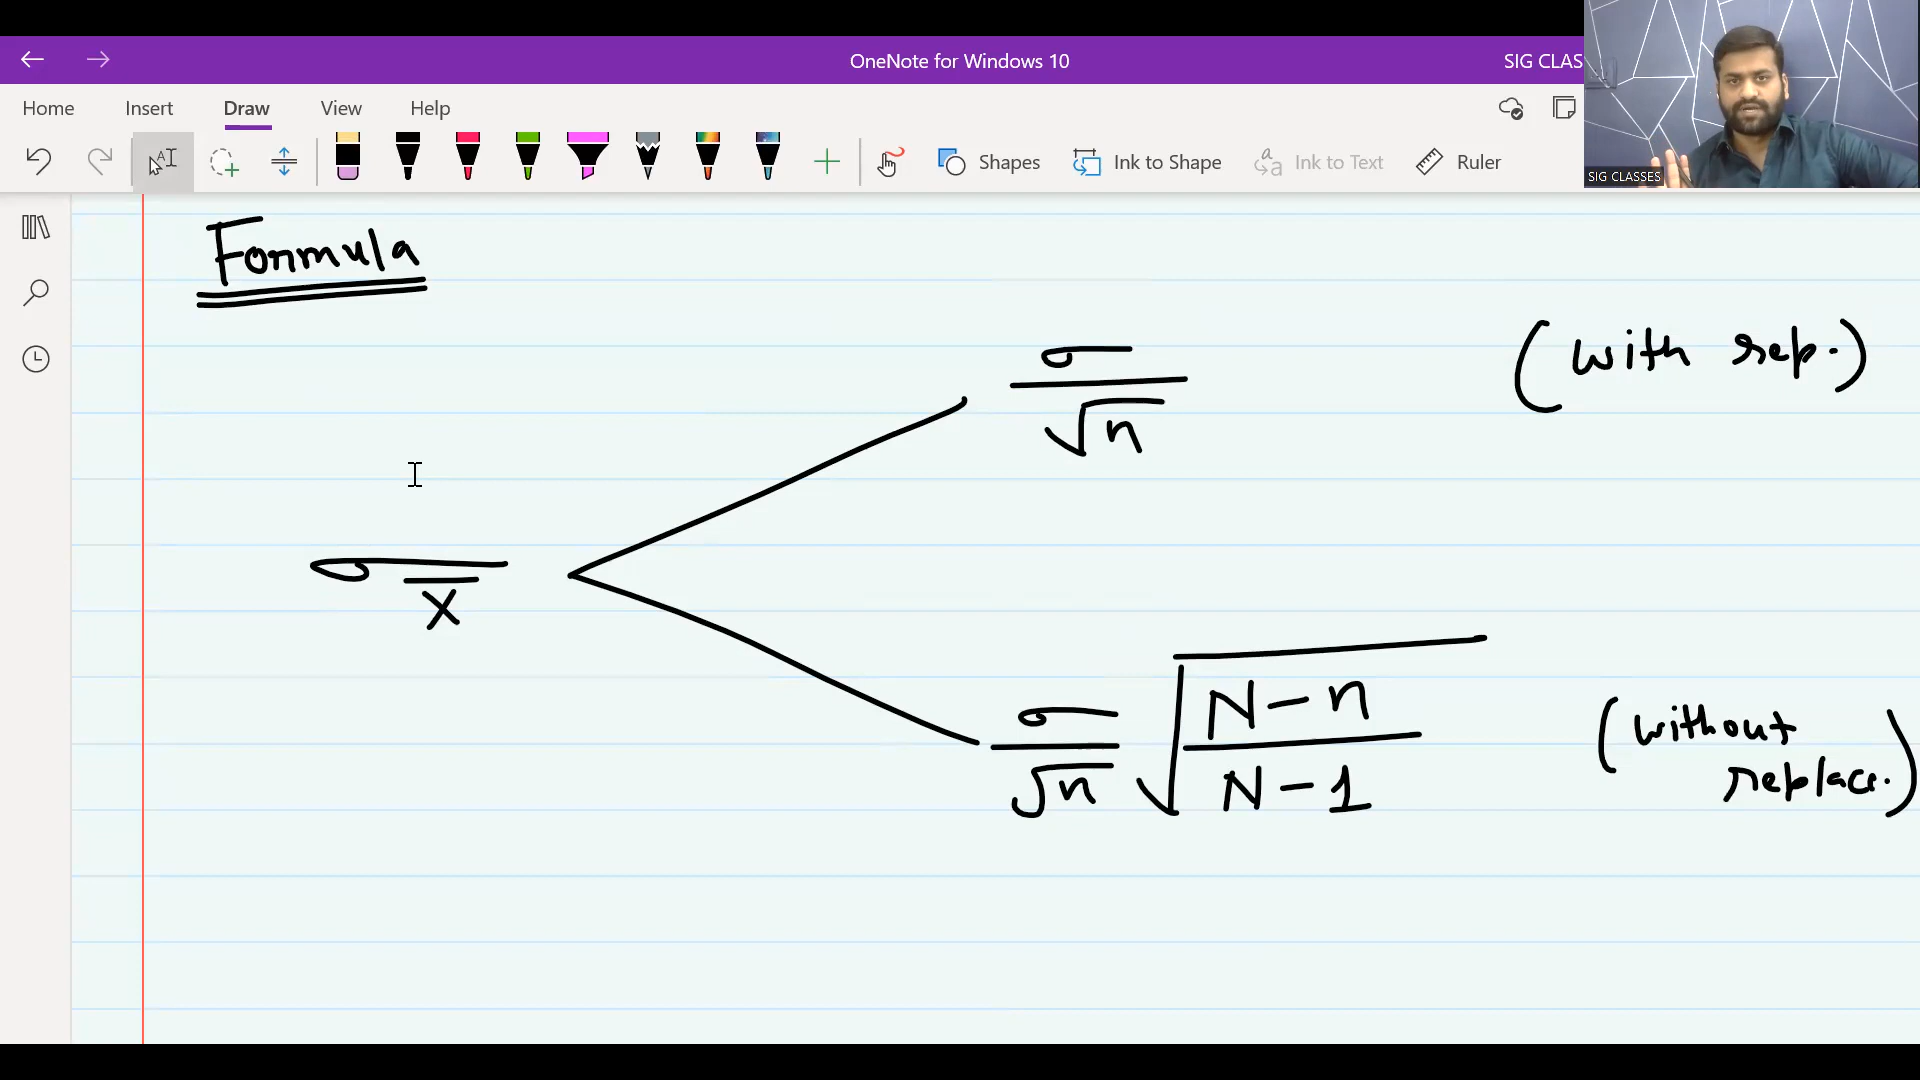 OneNote for Windows 10
SIG CLAS
Home Insert Draw View Help
Shapes Ink to Shape Ink to Text Ruler
SIG CLASSES
Formula
σ/√n (with rep.)
σ x̄
σ/√n √(N-n/N-1) (without
replace.)